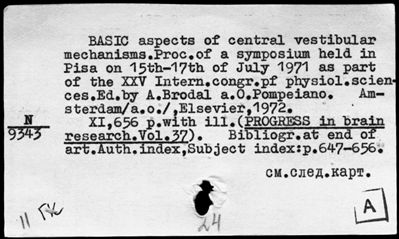 BASIC aspects of central vestibular
mechanisms.Proc.of a symposium held in
Pisa on 15th-17th of July 1971 as part
of the XXV Intern.congr.pf physiol.scien-
ces.Ed.by A.Brodal a.O.Pompeiano. Am-
sterdam/a.o./,Elsevier,1972.
N
9343
XI,656 p.with ill.(PROGRESS in brain
research.Vol.37). Bibliogr.at end of
art.Auth.index,Subject index:p.647-656.
см.след.карт.
A
11
24